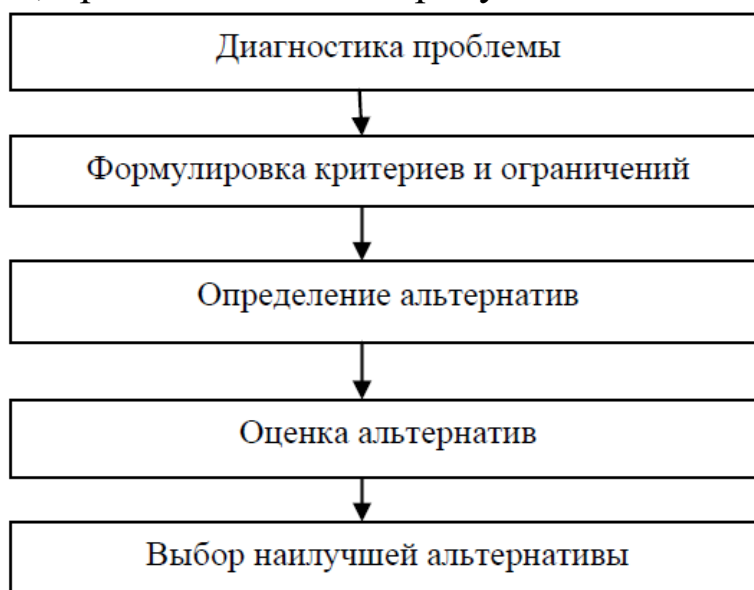 Диагностика проблемы
Формулировка критериев и ограничений
Определение альтернатив
Оценка альтернатив
Выбор наилучшей альтернативы